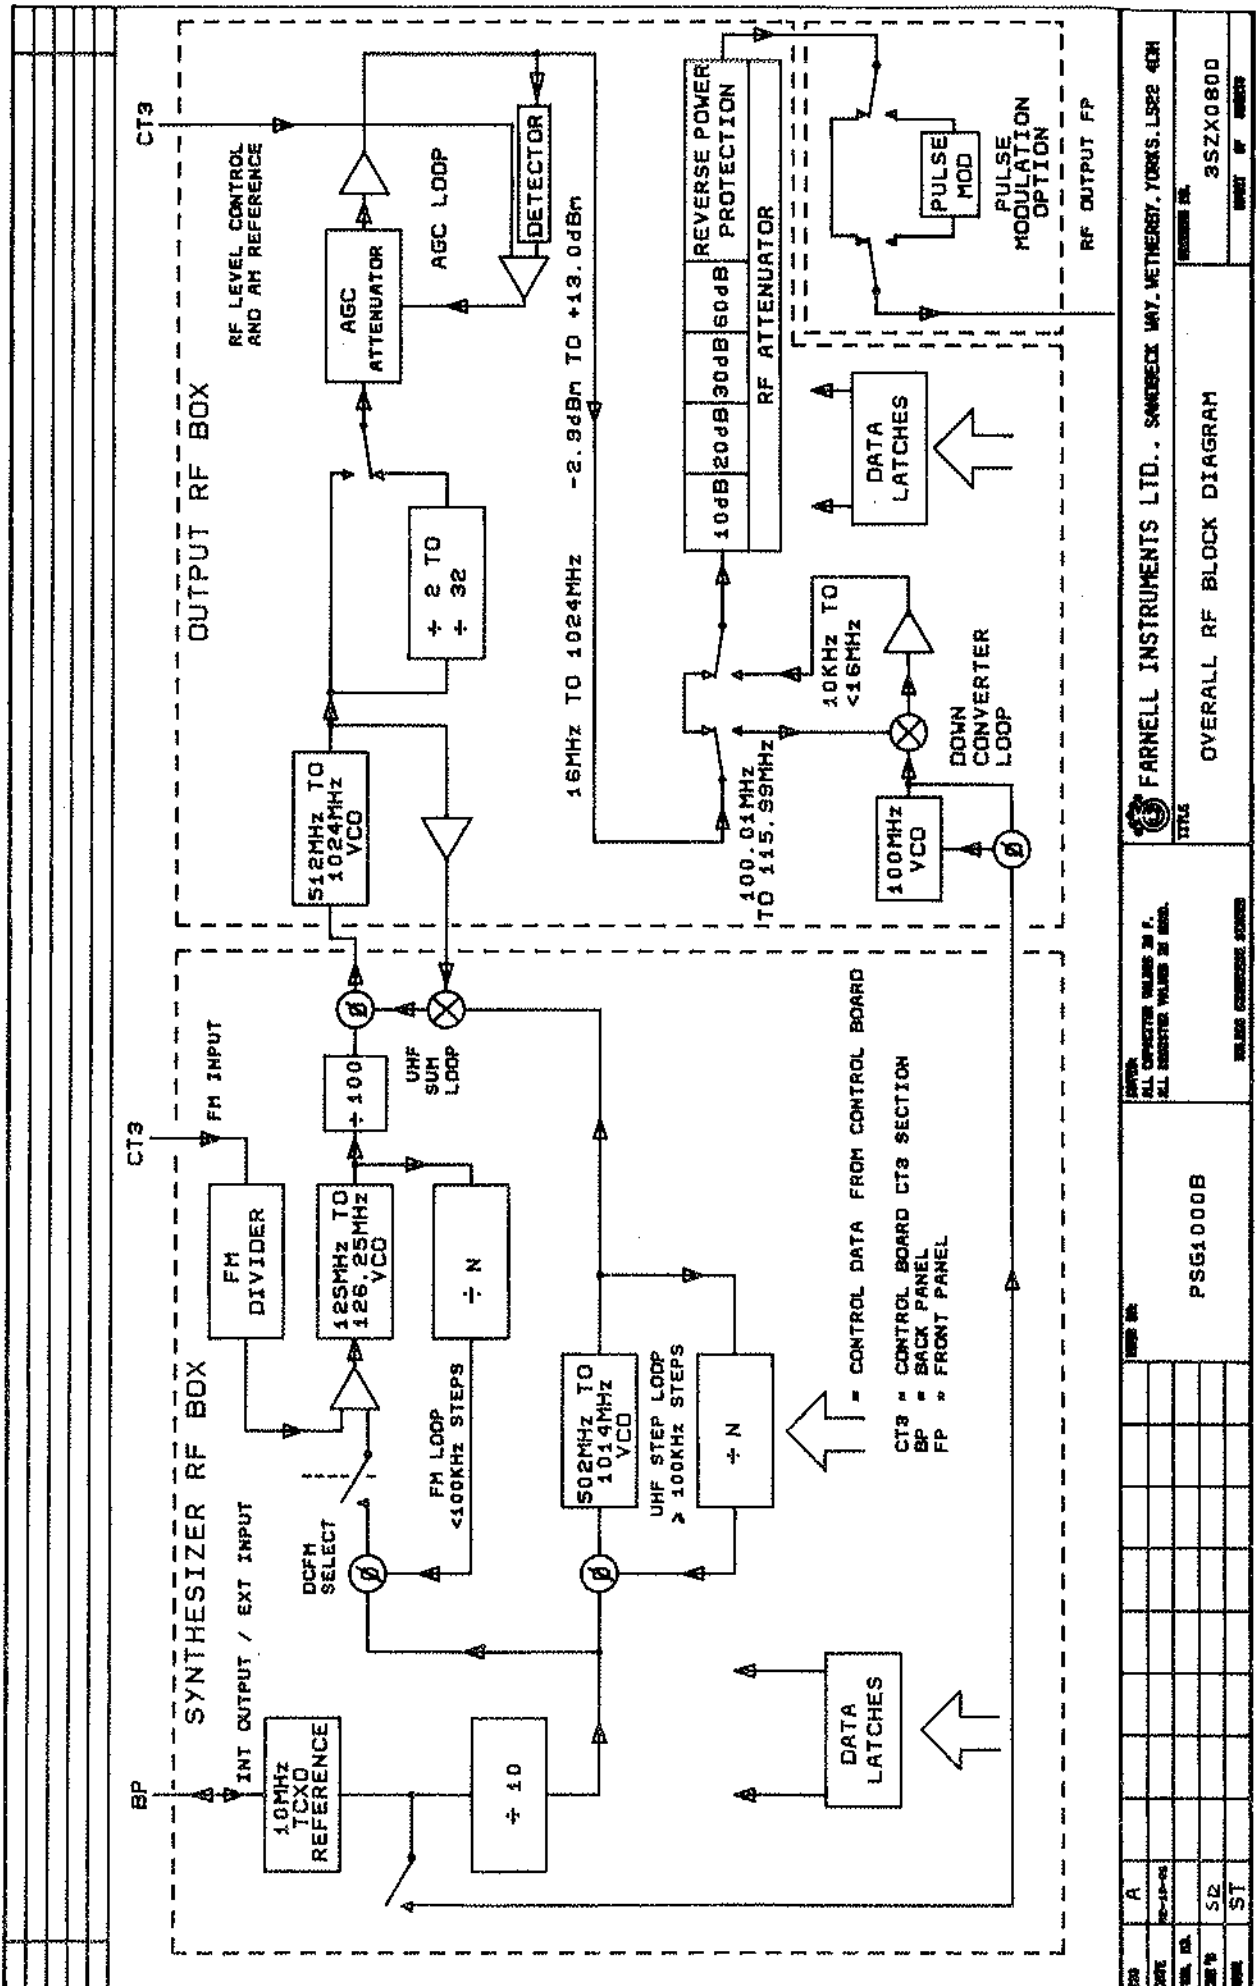 SYNTHESIZER RF BOX
OUTPUT RF BOX
BP
INT OUTPUT / EXT INPUT
10MHz
TCXO
REFERENCE
÷ 10
DCFM
SELECT
FM LOOP
<100KHz STEPS
CT3
FM INPUT
FM
DIVIDER
125MHz TO
126.25MHz
VCO
÷ N
÷100
UHF
SUM
LOOP
502MHz TO
1014MHz
VCO
UHF STEP LOOP
⩾ 100KHz STEPS
÷ N
DATA
LATCHES
= CONTROL DATA FROM CONTROL BOARD
CT3 = CONTROL BOARD CT3 SECTION
BP = BACK PANEL
FP = FRONT PANEL
512MHz TO
1024MHz
VCO
÷ 2 TO
÷ 32
CT3
RF LEVEL CONTROL
AND AM REFERENCE
AGC
ATTENUATOR
AGC LOOP
DETECTOR
16MHz TO 1024MHz -2.9dBm TO +13.0dBm
100.01MHz
TO 115.99MHz
10KHz TO
<16MHz
100MHz
VCO
DOWN
CONVERTER
LOOP
10dB 20dB 30dB 60dB
REVERSE POWER
PROTECTION
RF ATTENUATOR
DATA
LATCHES
PULSE
MOD
PULSE
MODULATION
OPTION
RF OUTPUT FP
A
S12
ST
PSG1000B
ALL CAPACITOR VALUES IN F.
FARNELL INSTRUMENTS LTD., SANDBECK WAY, WETHERBY, YORKS. LS22 4DH
TITLE
OVERALL RF BLOCK DIAGRAM
3SZX0800